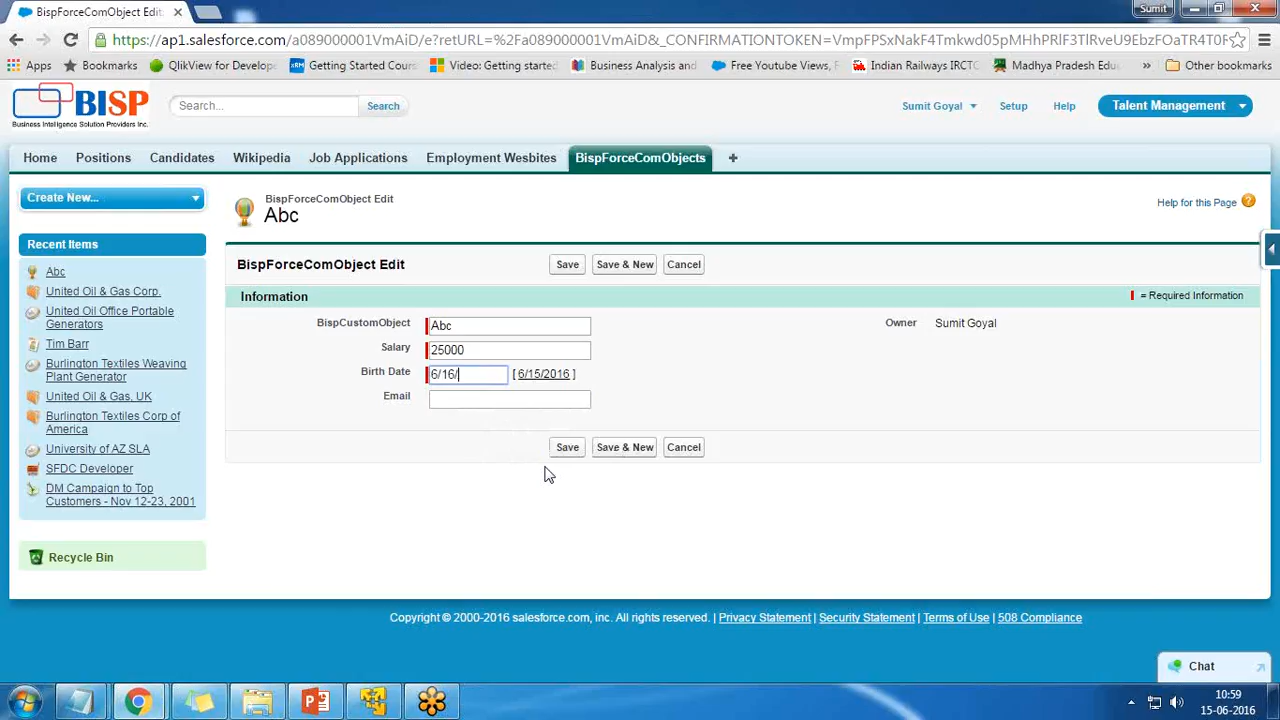 BispForceComObject Edit
Sumit
https://ap1.salesforce.com/a089000001VmAiD/e?retURL=%2Fa089000001VmAiD&_CONFIRMATIONTOKEN=
Apps
Bookmarks
QlikView for Develope
Getting Started Cour
Video: Getting started
Business Analysis and
Free Youtube Views,
Indian Railways IRCTC
Madhya Pradesh Edu
»
Other bookmarks
BISP
Business Intelligence Solution Providers Inc.
Search...
Search
Sumit Goyal
Setup
Help
Talent Management
Home
Positions
Candidates
Wikipedia
Job Applications
Employment Wesbites
BispForceComObjects
+
Create New...
Recent Items
Abc
United Oil & Gas Corp.
United Oil Office Portable
Generators
Tim Barr
Burlington Textiles Weaving
Plant Generator
United Oil & Gas, UK
Burlington Textiles Corp of
America
University of AZ SLA
SFDC Developer
DM Campaign to Top
Customers - Nov 12-23, 2001
Recycle Bin
BispForceComObject Edit
Abc
Help for this Page
BispForceComObject Edit
Save
Save & New
Cancel
Information
= Required Information
BispCustomObject
Abc
Owner
Sumit Goyal
Salary
25000
Birth Date
6/16/
[ 6/15/2016 ]
Email
Save
Save & New
Cancel
Copyright © 2000-2016 salesforce.com, inc. All rights reserved. | Privacy Statement | Security Statement | Terms of Use | 508 Compliance
Chat
10:59
15-06-2016